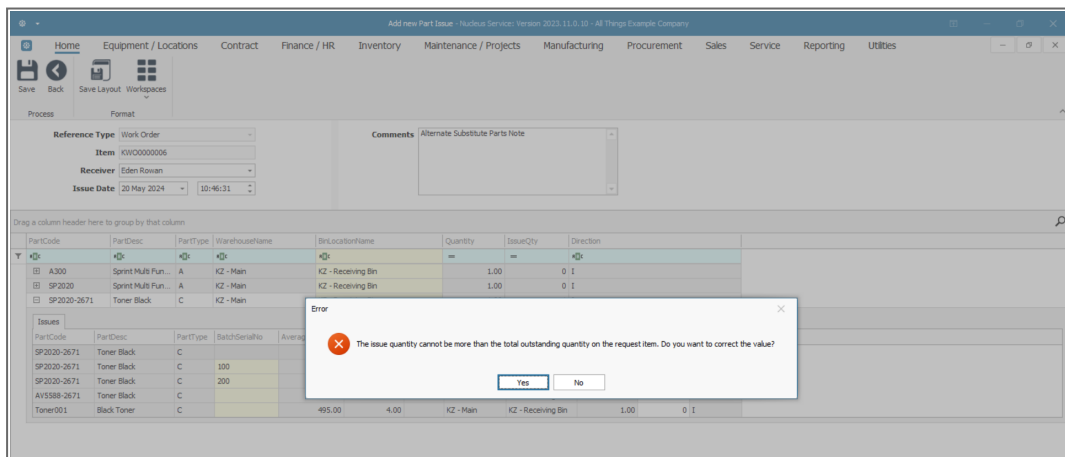 Add new Part Issue - Nucleus Service: Version 2023.11.0.10 - All Things Example Company
Home Equipment / Locations Contract Finance / HR Inventory Maintenance / Projects Manufacturing Procurement Sales Service Reporting Utilities
Save Back Save Layout Workspaces
Process Format
Reference Type Work Order Comments Alternate Substitute Parts Note
Item KWO0000006
Receiver Eden Rowan
Issue Date 20 May 2024 10:46:31
Drag a column header here to group by that column
PartCode PartDesc PartType WarehouseName BinLocationName Quantity IssueQty Direction
= =
A300 Sprint Multi Fun... A KZ - Main KZ - Receiving Bin 1.00 0 I
SP2020 Sprint Multi Fun... A KZ - Main KZ - Receiving Bin 1.00 0 I
SP2020-2671 Toner Black C KZ - Main
Error
Issues
PartCode PartDesc PartType BatchSerialNo Averag
The issue quantity cannot be more than the total outstanding quantity on the request item. Do you want to correct the value?
SP2020-2671 Toner Black C
SP2020-2671 Toner Black C 100
SP2020-2671 Toner Black C 200
Yes No
AVS588-2671 Toner Black C
Toner001 Black Toner C 495.00 4.00 KZ - Main KZ - Receiving Bin 1.00 0 I